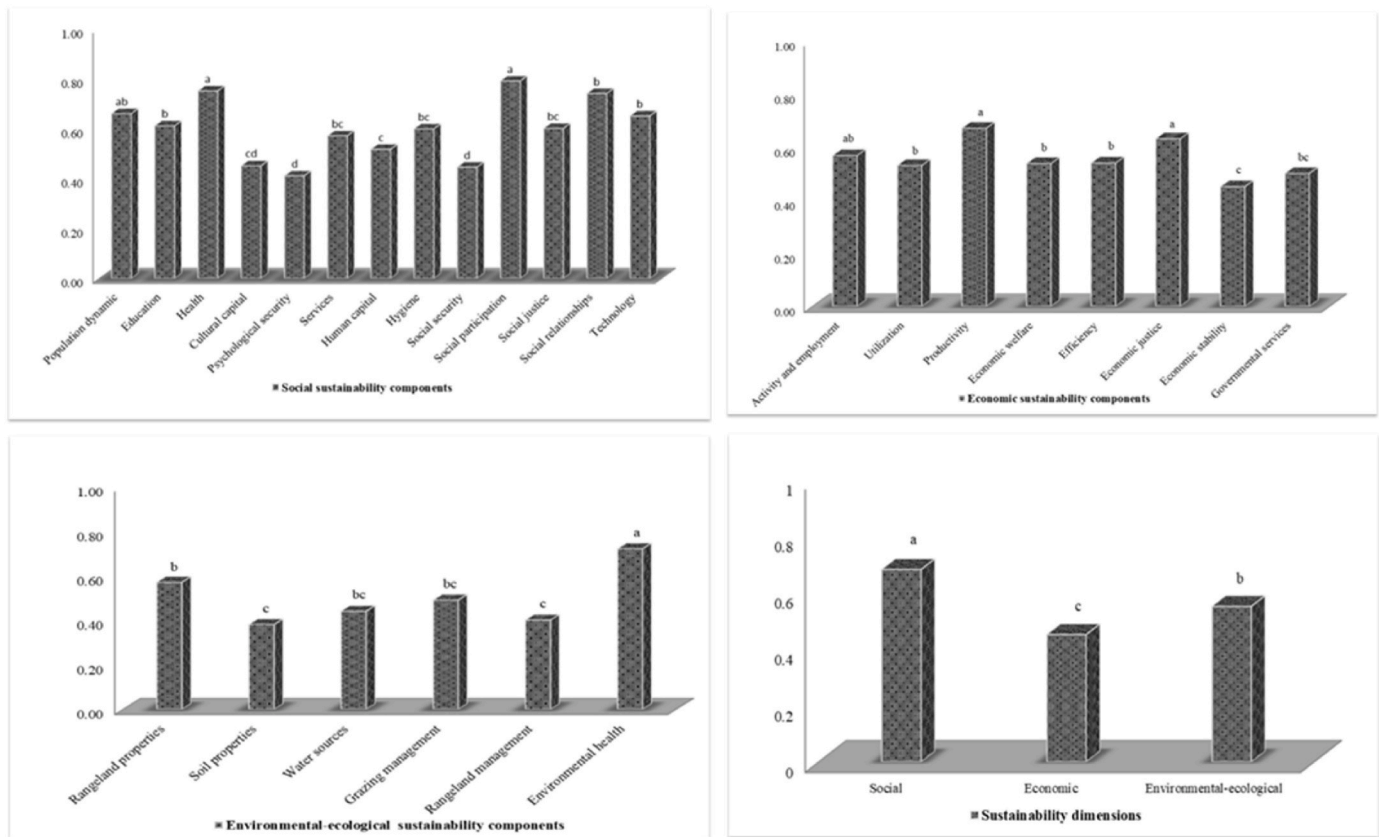 1.00
0.80
0.60
0.40
0.20
0.00
ab
b
a
cd
d
bc
c
bc
d
a
bc
b
b
Population dynamic
Education
Health
Cultural capital
Psychological security
Services
Human capital
Hygiene
Social security
Social participation
Social justice
Social relationships
Technology
Social sustainability components
1.00
0.80
0.60
0.40
0.20
0.00
ab
b
a
b
b
a
c
bc
Activity and employment
Utilization
Productivity
Economic welfare
Efficiency
Economic justice
Economic stability
Governmental services
Economic sustainability components
1.00
0.80
0.60
0.40
0.20
0.00
b
c
bc
bc
c
a
Rangeland properties
Soil properties
Water sources
Grazing management
Rangeland management
Environmental health
Environmental-ecological sustainability components
1
0.8
0.6
0.4
0.2
0
a
c
b
Social
Economic
Environmental-ecological
Sustainability dimensions